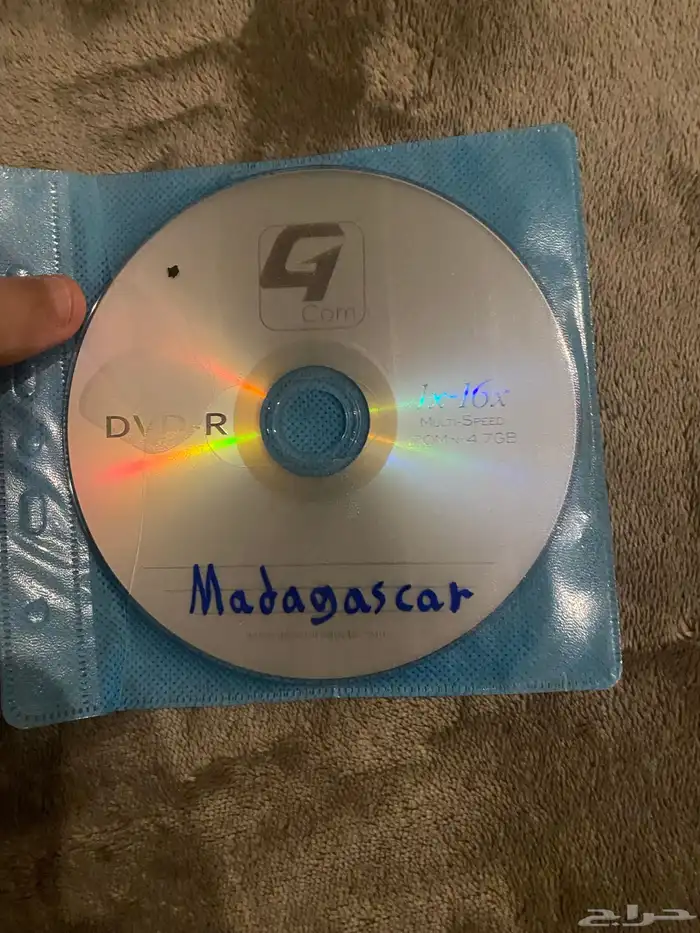 Com
DVD-R
1x-16x
MULTI-SPEED
4.7GB
Madagascar
حراج